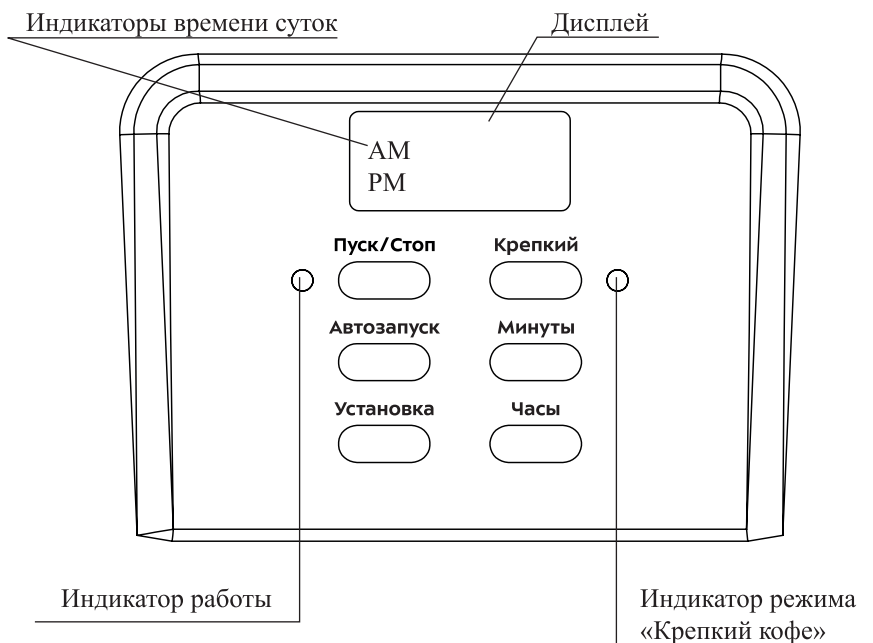 Индикаторы времени суток
Дисплей
AM
PM
Пуск/Стоп
Крепкий
Автозапуск
Минуты
Установка
Часы
Индикатор работы
Индикатор режима
«Крепкий кофе»